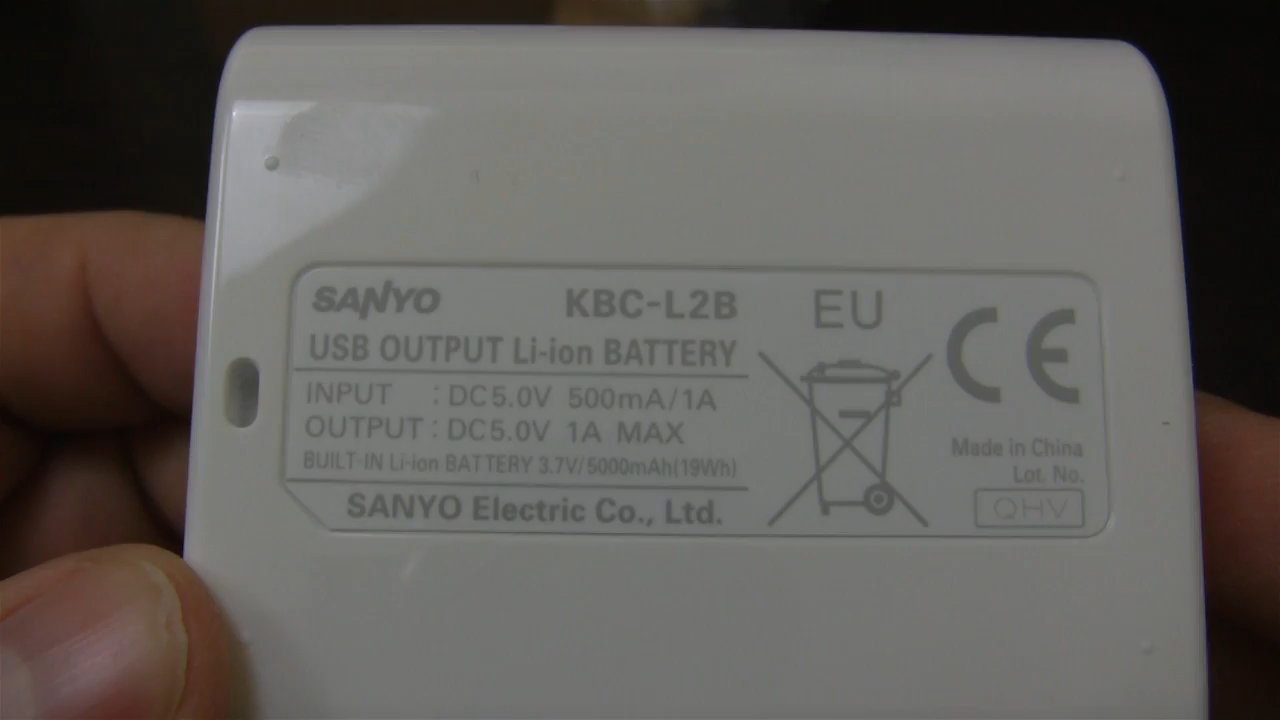 SANYO KBC-L2B EU
USB OUTPUT Li-ion BATTERY
INPUT : DC5.0V 500mA/1A
OUTPUT : DC5.0V 1A MAX
BUILT-IN Li-ion BATTERY 3.7V/5000mAh(19Wh)
SANYO Electric Co., Ltd.
CE
Made in China
Lot. No.
QHV